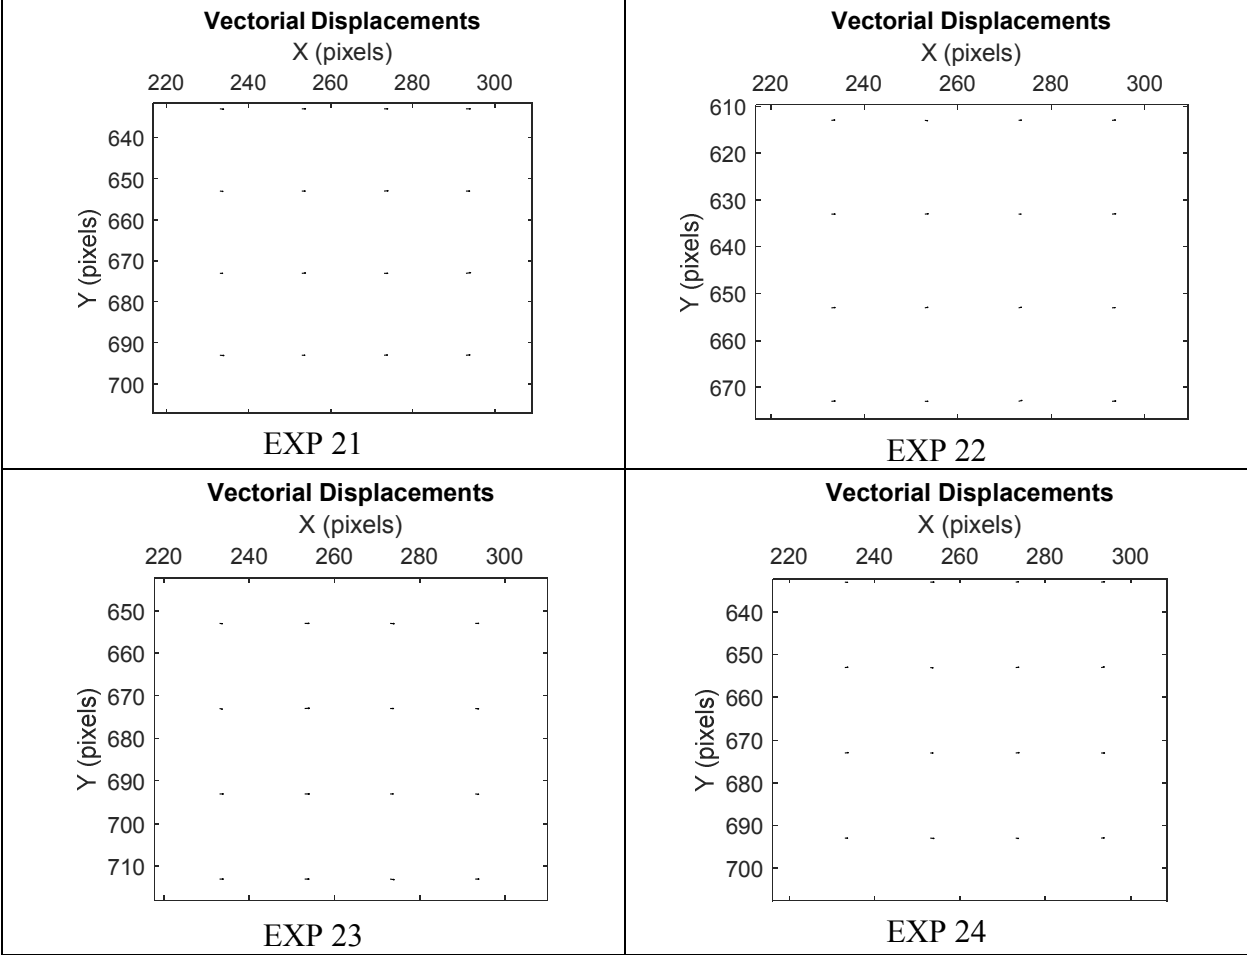 Vectorial Displacements
X (pixels)
220 240 260 280 300
Y (pixels)
640
650
660
670
680
690
700
EXP 21
Vectorial Displacements
X (pixels)
220 240 260 280 300
Y (pixels)
610
620
630
640
650
660
670
EXP 22
Vectorial Displacements
X (pixels)
220 240 260 280 300
Y (pixels)
650
660
670
680
690
700
710
EXP 23
Vectorial Displacements
X (pixels)
220 240 260 280 300
Y (pixels)
640
650
660
670
680
690
700
EXP 24